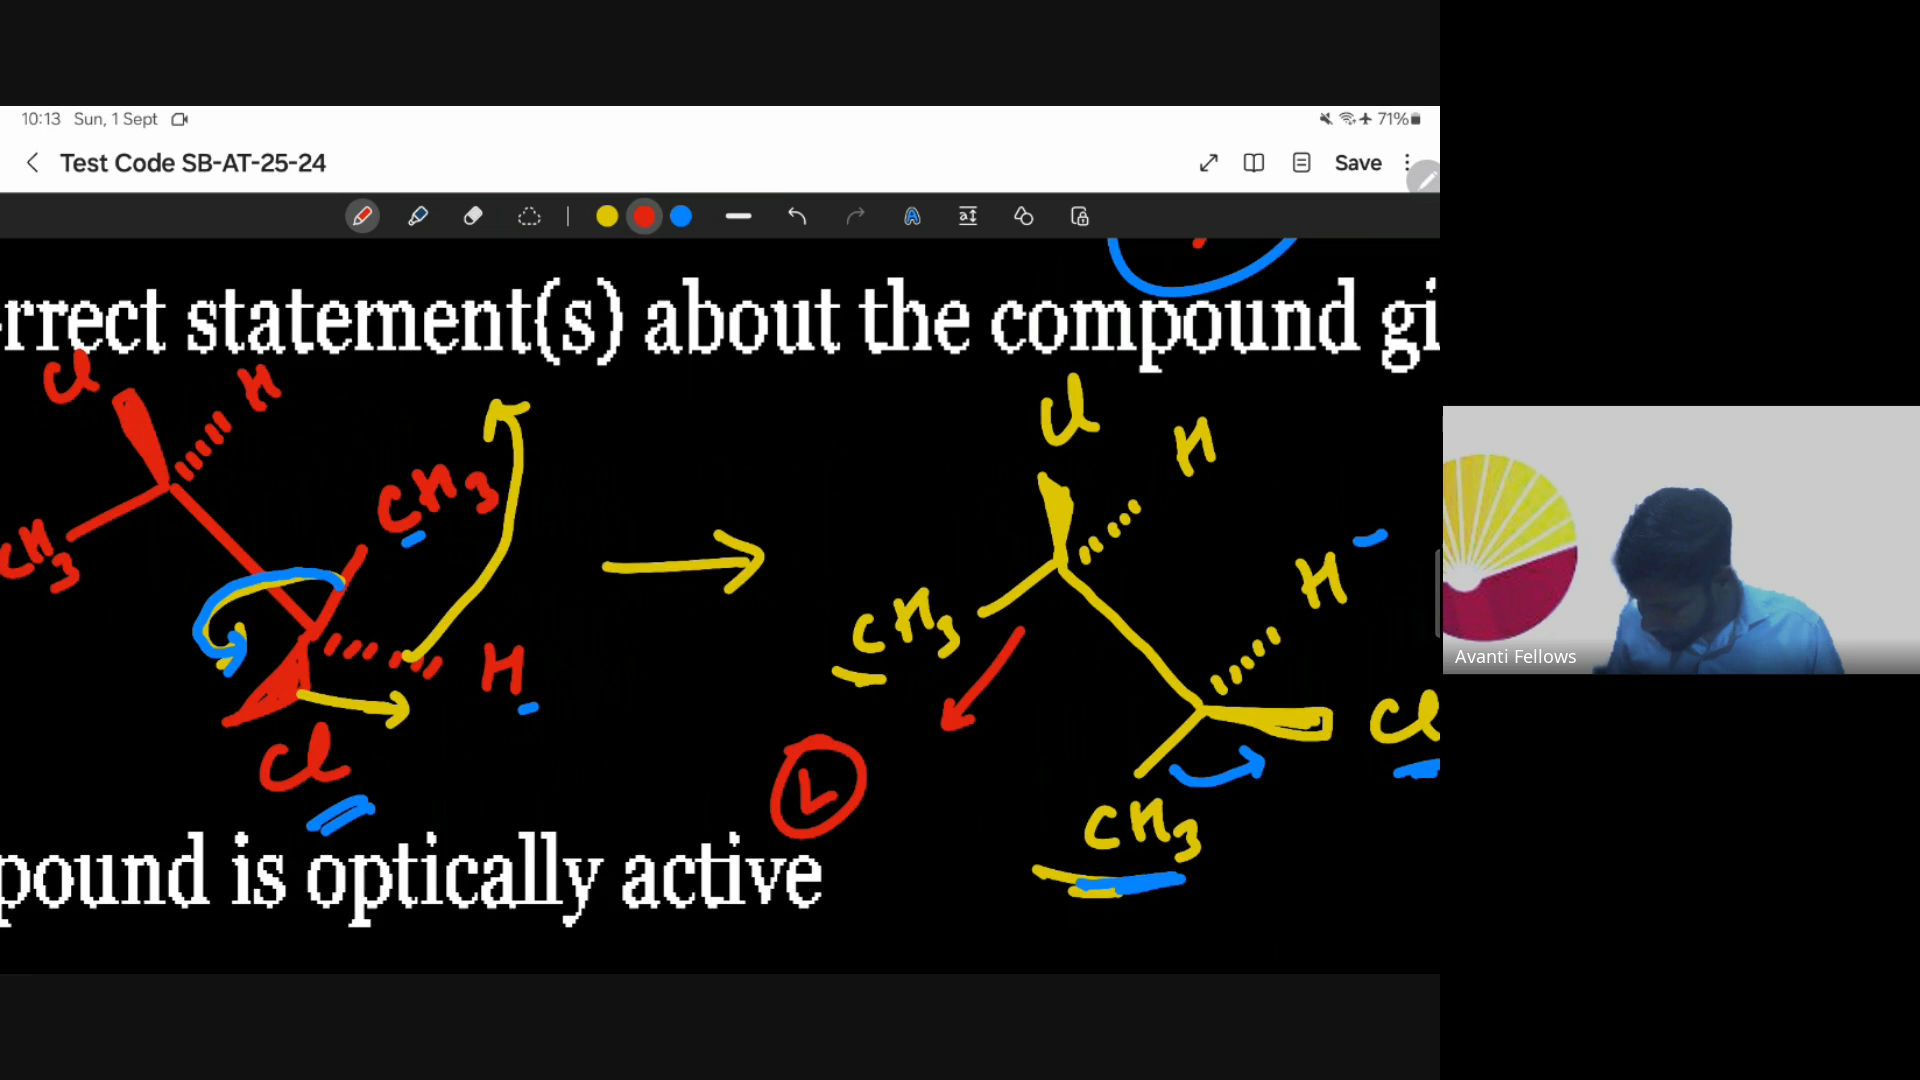 10:13 Sun, 1 Sept 71%
Test Code SB-AT-25-24 Save
rrect statement(s) about the compound gi
Cl H
CH3
CH3
H
Cl
Cl
H
H
CH3
Cl
CH3
L
pound is optically active
Avanti Fellows